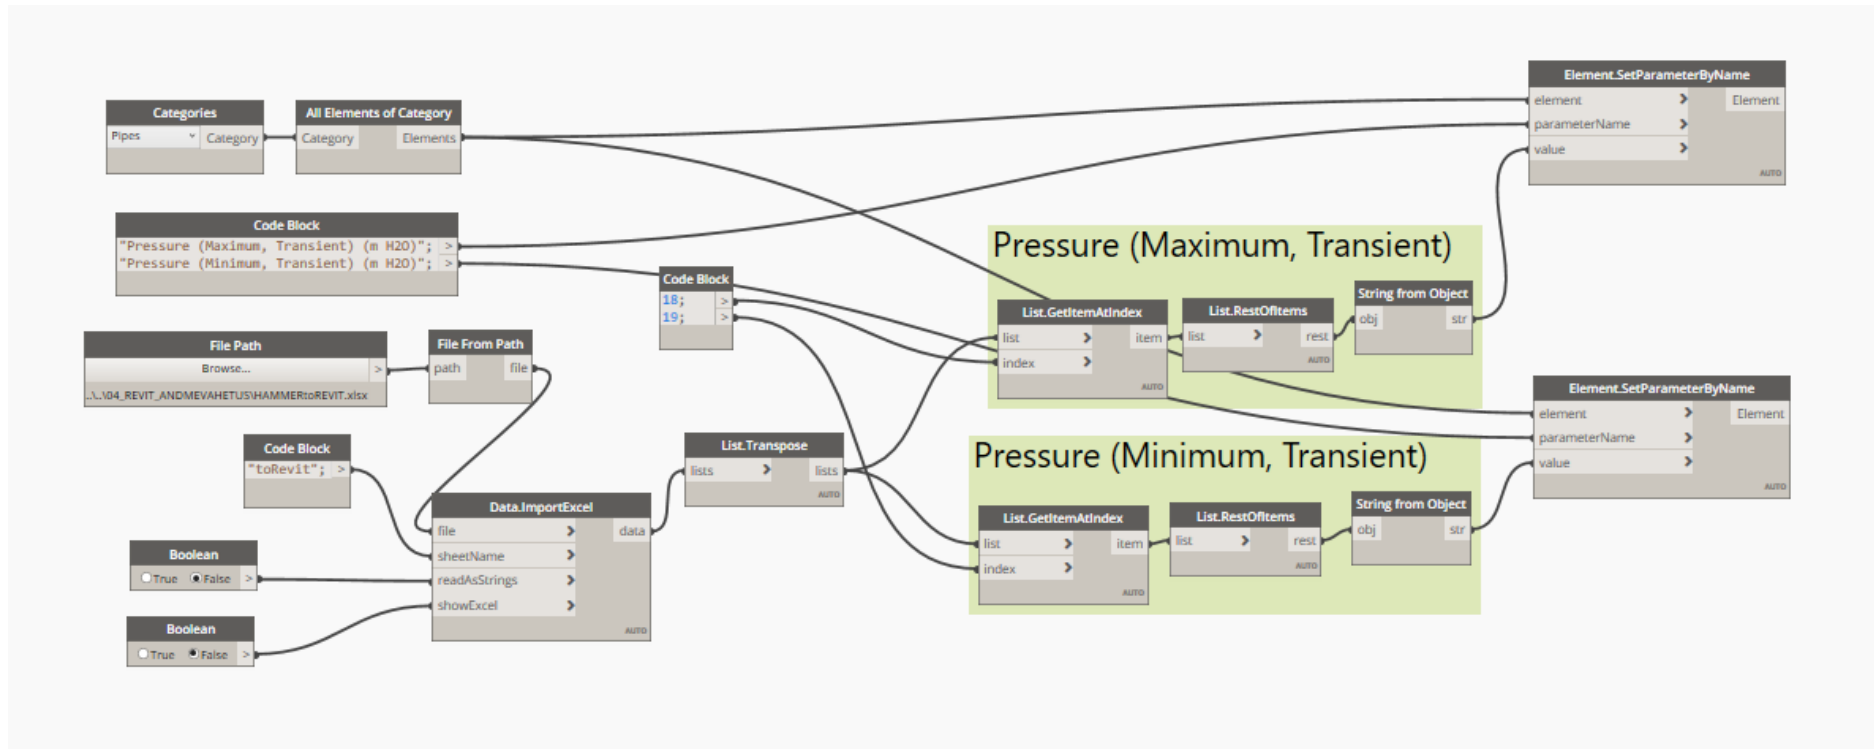 Categories
Pipes
Category >
All Elements of Category
Category Elements
Code Block
"Pressure (Maximum, Transient) (m H2O)"; >
"Pressure (Minimum, Transient) (m H2O)"; >
File Path
Browse... >
..\..\04_REVIT_ANDMEVAHETUS\HAMMERtoREVIT.xlsx
File From Path
path file
Code Block
"toRevit"; >
Boolean
True False >
Boolean
True False >
Data.ImportExcel
file > data
sheetName >
readAsStrings >
showExcel >
AUTO
Code Block
18; >
19; >
List.Transpose
lists > lists
AUTO
Pressure (Maximum, Transient)
List.GetItemAtIndex
list > item
index >
AUTO
List.RestOfItems
list > rest
AUTO
String from Object
obj str
Pressure (Minimum, Transient)
List.GetItemAtIndex
list > item
index >
AUTO
List.RestOfItems
list > rest
AUTO
String from Object
obj str
Element.SetParameterByName
element > Element
parameterName >
value >
AUTO
Element.SetParameterByName
element > Element
parameterName >
value >
AUTO